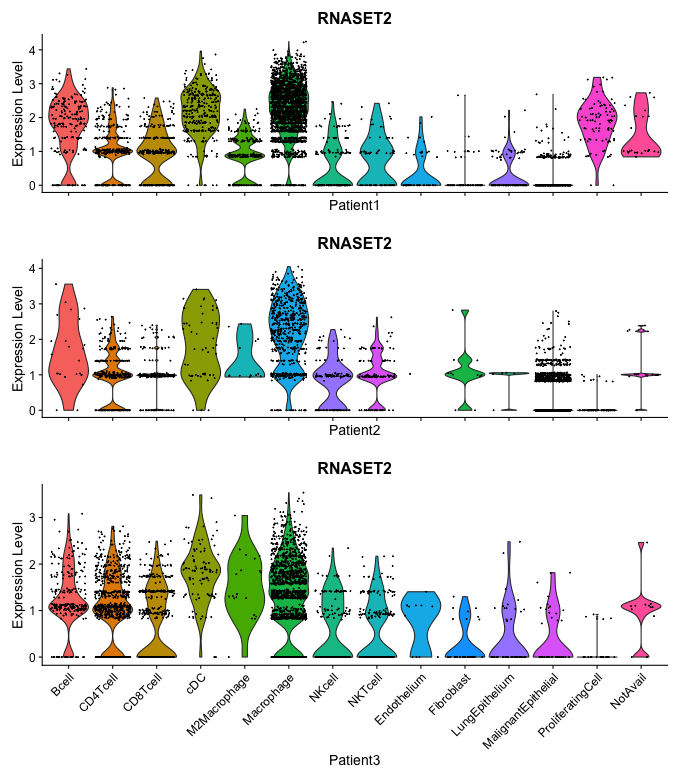 RNASET2
Expression Level
4
3
2
1
0
Patient1
RNASET2
Expression Level
4
3
2
1
0
Patient2
RNASET2
Expression Level
3
2
1
0
Bcell
CD4Tcell
CD8Tcell
cDC
M2Macrophage
Macrophage
NKcell
NKTcell
Endothelium
Fibroblast
LungEpithelium
MalignantEpithelial
ProliferatingCell
NotAvail
Patient3